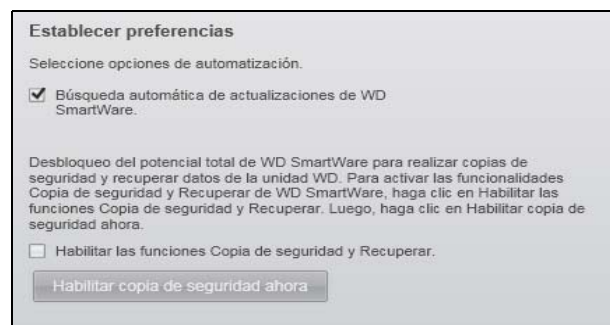 Establecer preferencias
Seleccione opciones de automatización.
Búsqueda automática de actualizaciones de WD
SmartWare.
Desbloqueo del potencial total de WD SmartWare para realizar copias de
seguridad y recuperar datos de la unidad WD. Para activar las funcionalidades
Copia de seguridad y Recuperar de WD SmartWare, haga clic en Habilitar las
funciones Copia de seguridad y Recuperar. Luego, haga clic en Habilitar copia de
seguridad ahora.
Habilitar las funciones Copia de seguridad y Recuperar.
Habilitar copia de seguridad ahora